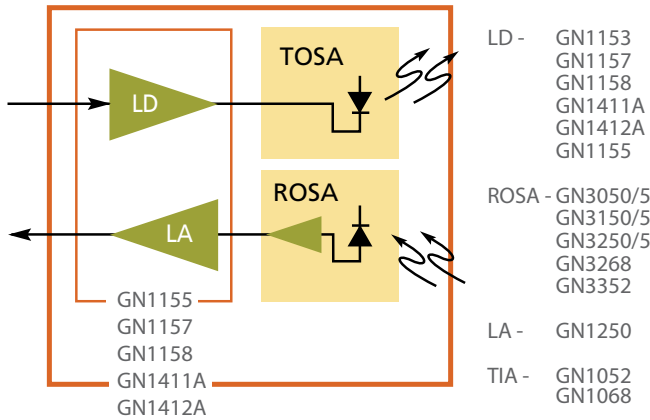 TOSA
LD
ROSA
LA
GN1155
GN1157
GN1158
GN1411A
GN1412A
LD - GN1153
GN1157
GN1158
GN1411A
GN1412A
GN1155
ROSA - GN3050/5
GN3150/5
GN3250/5
GN3268
GN3352
LA - GN1250
TIA - GN1052
GN1068